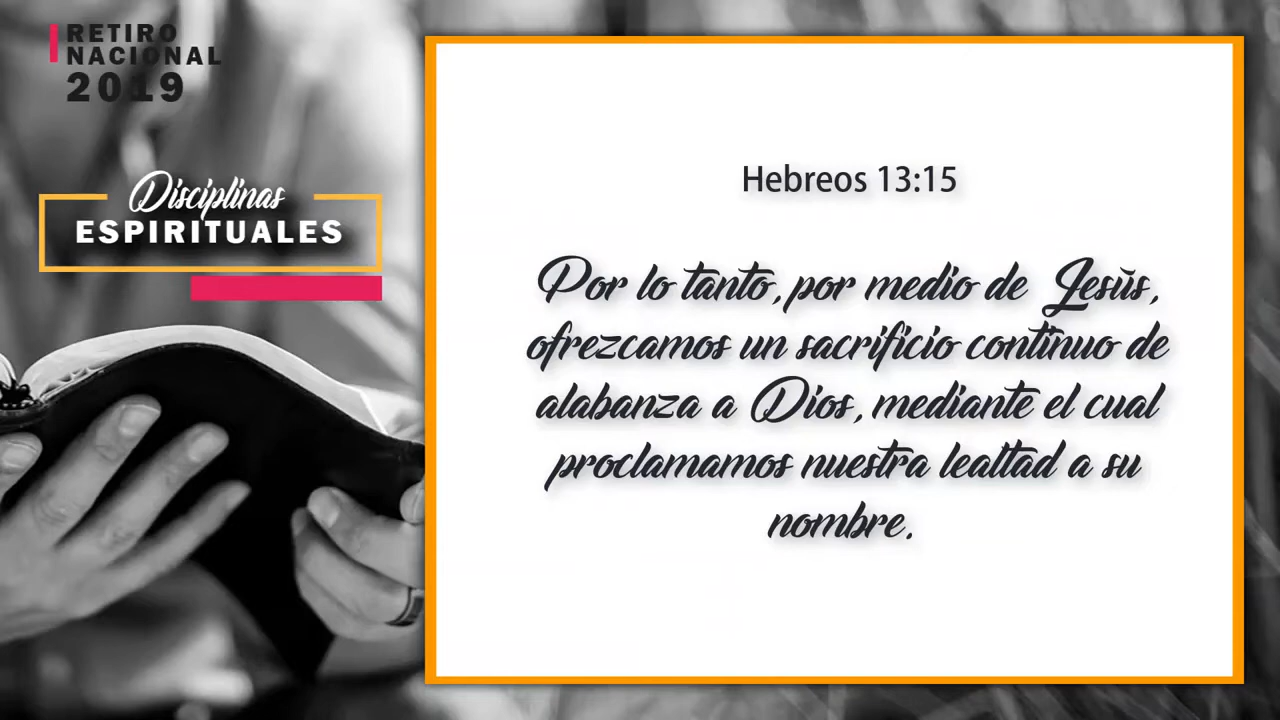 RETIRO
NACIONAL
2019
Disciplinas
ESPIRITUALES
Hebreos 13:15
Por lo tanto, por medio de Jesús,
ofrezcamos un sacrificio continuo de
alabanza a Dios, mediante el cual
proclamamos nuestra lealtad a su
nombre.